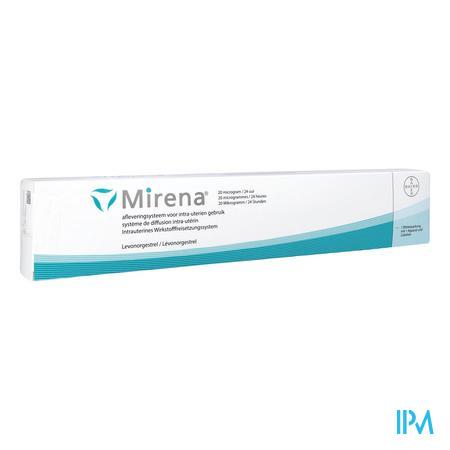 Mirena®
20 microgram / 24 uur
20 microgrammes / 24 heures
20 Mikrogramm / 24 Stunden
afleveringsysteem voor intra-uterien gebruik
système de diffusion intra-utérin
Intrauterines Wirkstofffreisetzungssystem
Levonorgestrel / Lévonorgestrel
BAYER
IPM